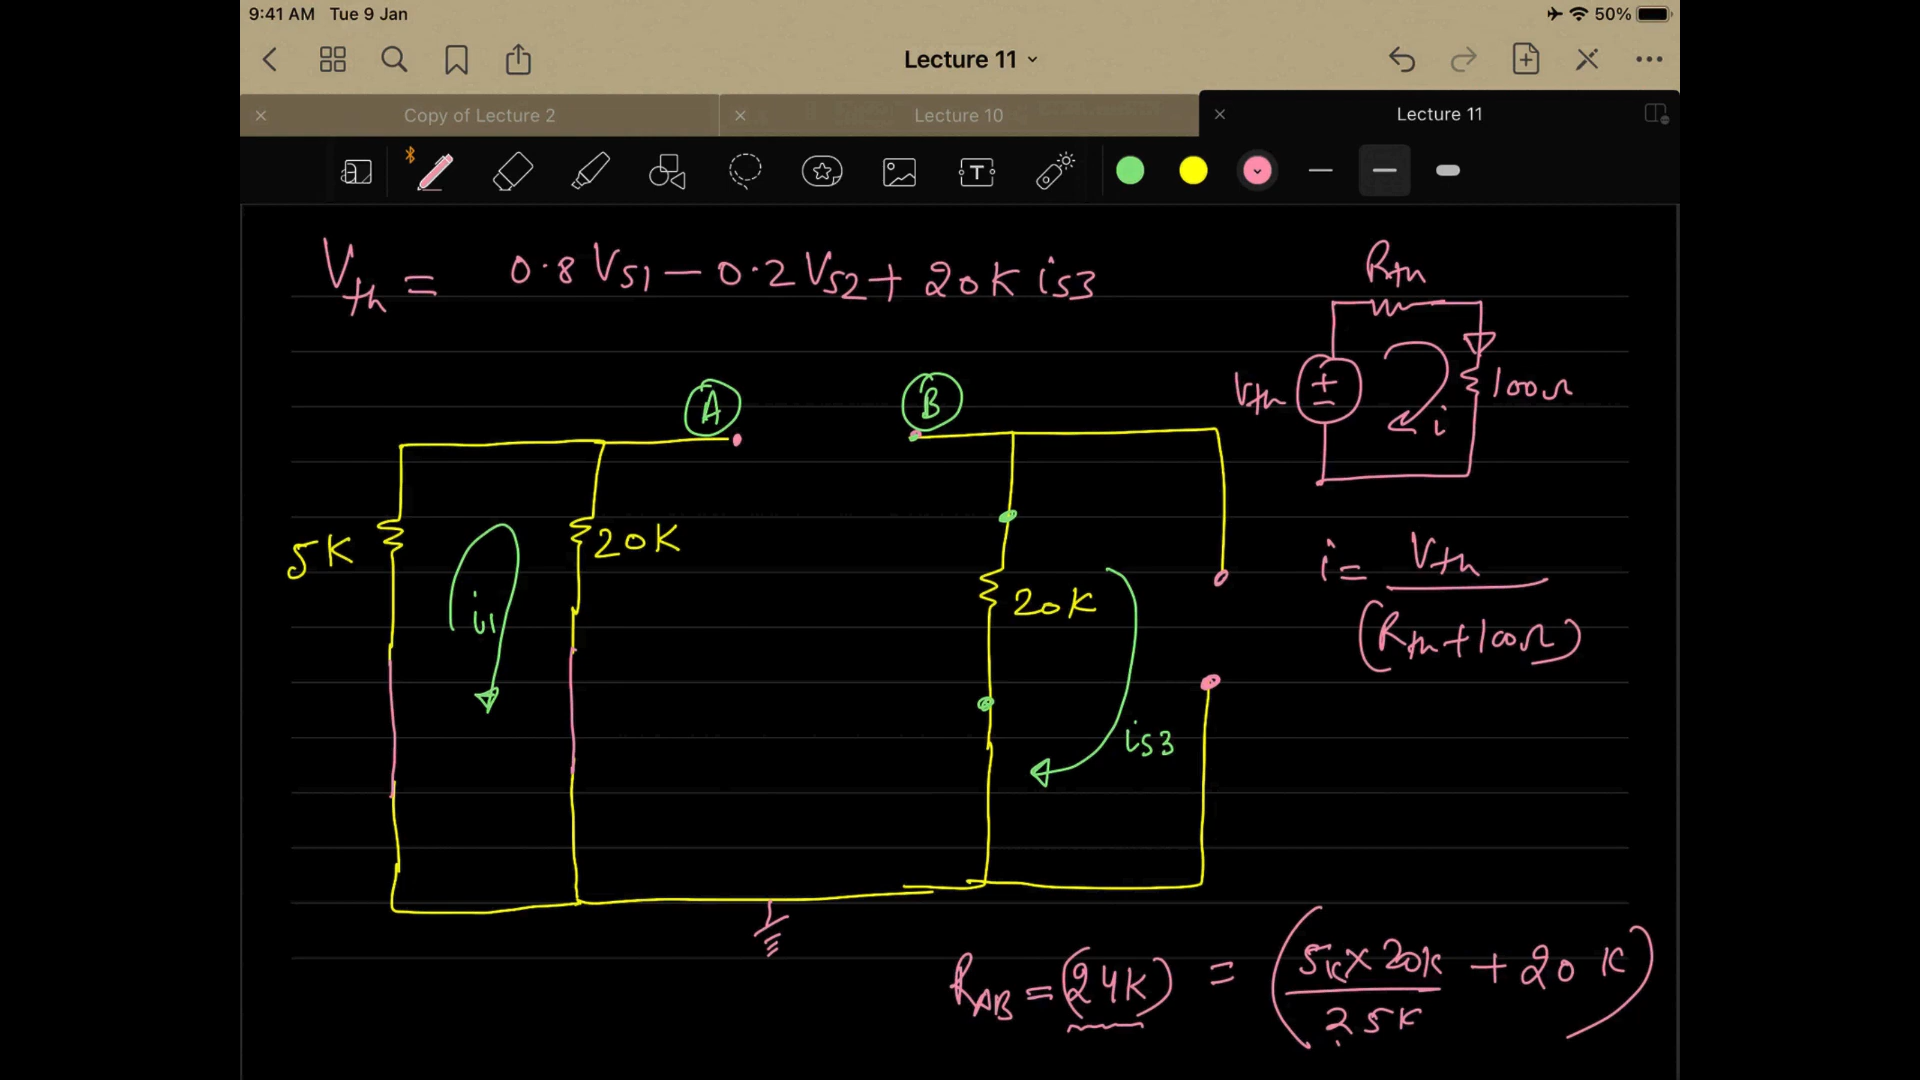 9:41 AM Tue 9 Jan
50%
Lecture 11
Copy of Lecture 2
Lecture 10
Lecture 11
T
Vth = 0.8 Vs1 - 0.2 Vs2 + 20K is3
Rth
Vth
+
-
100Ω
i
A
B
5K
i1
20K
20K
is3
i = Vth / (Rth + 100Ω)
RAB = (24K) = (5K × 20K / 25K + 20K)